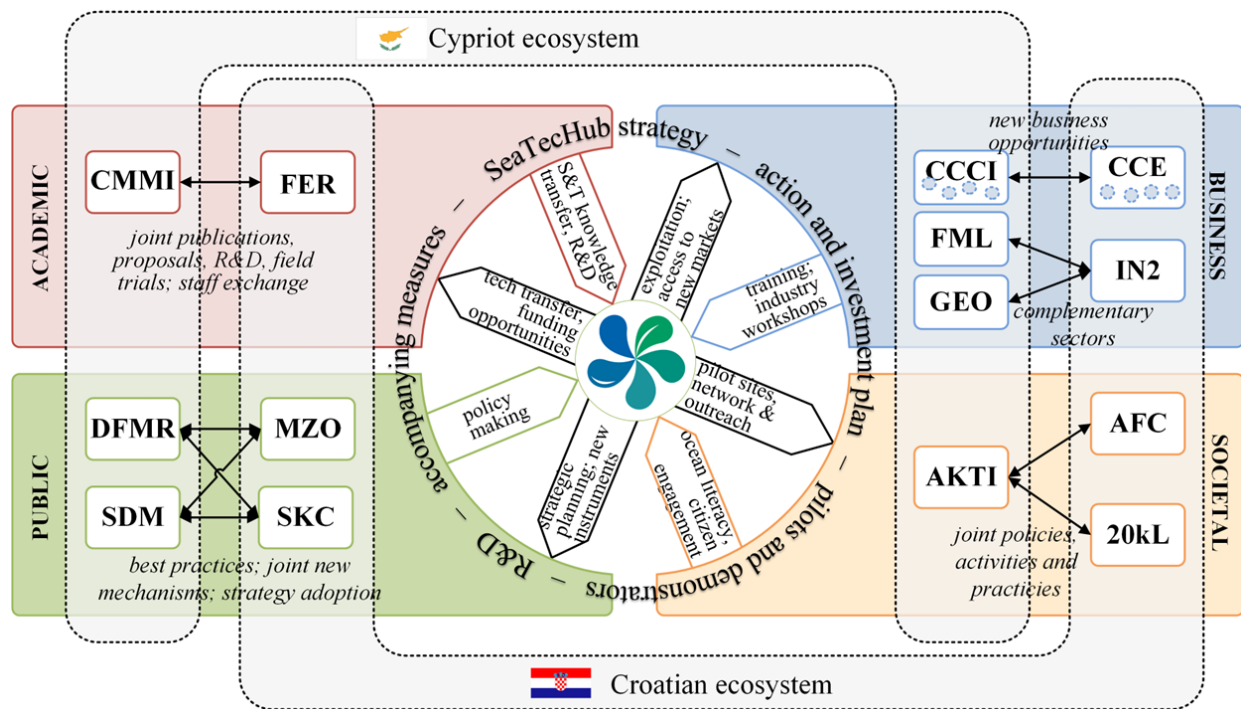 Cypriot ecosystem
ACADEMIC
CMMI
FER
joint publications,
proposals, R&D, field
trials; staff exchange
BUSINESS
new business
opportunities
CCCI
CCE
FML
GEO
IN2
complementary
sectors
SeaTecHub strategy – action and investment plan – pilots and demonstrators – R&D – accompanying measures –
S&T knowledge
transfer, R&D
explortation;
access to
new markets
training;
industry
workshops
pilot sites,
network &
outreach
ocean literacy,
citizen
engagement
strategic
planning; new
instruments
policy
making
tech transfer,
funding
opportunities
PUBLIC
DFMR
MZO
SDM
SKC
best practices; joint new
mechanisms; strategy adoption
SOCIETAL
AKTI
AFC
20kL
joint policies,
activities and
practicies
Croatian ecosystem